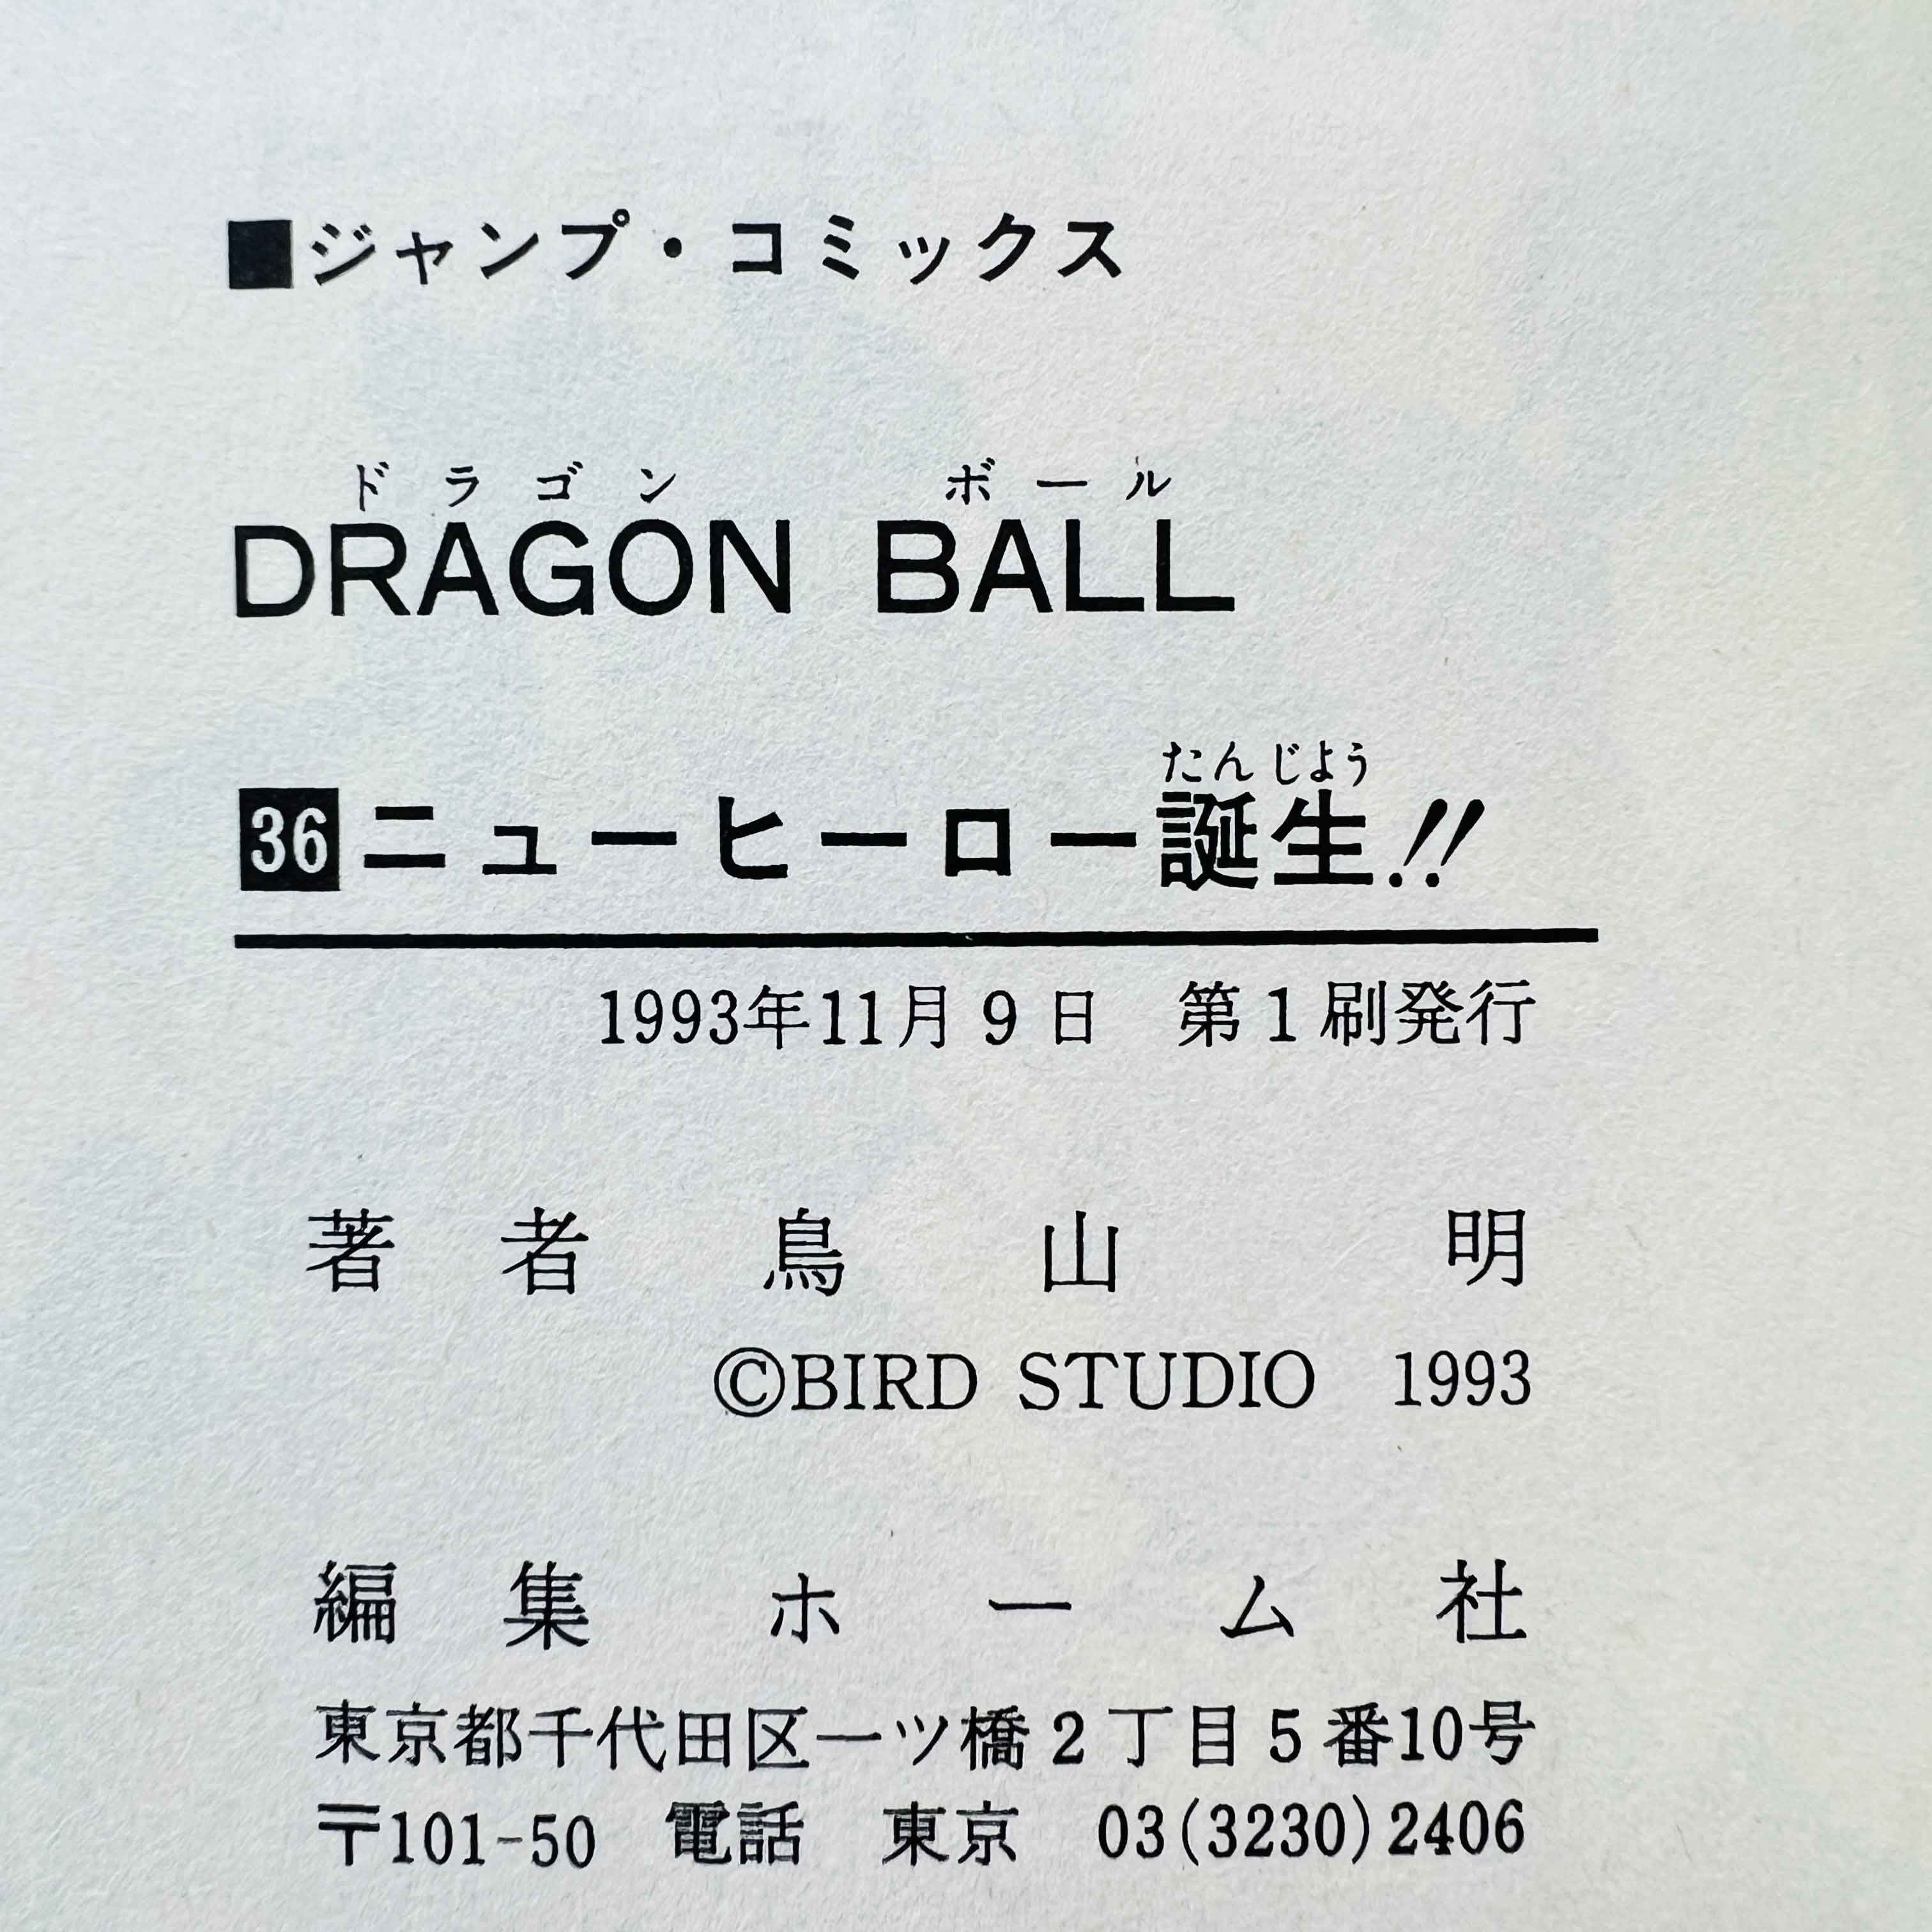 ■ジャンプ・コミックス
ドラゴン ボール
DRAGON BALL
たんじょう
36 ニューヒーロー誕生!!
1993年11月9日 第1刷発行
著者 鳥山明
©BIRD STUDIO 1993
編集 ホーム社
東京都千代田区一ツ橋2丁目5番10号
〒101-50 電話 東京 03(3230)2406